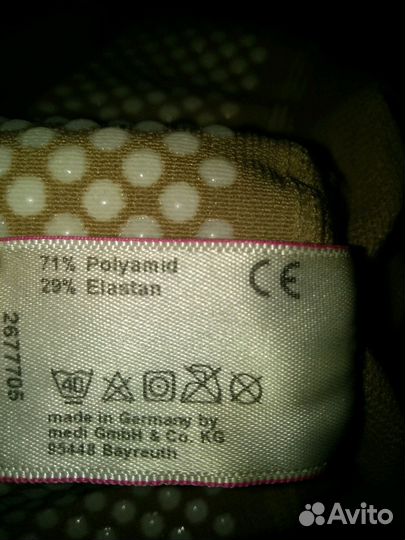 71% Polyamid
29% Elastan
CE
2677705
40
made in Germany by
medi GmbH & Co. KG
95448 Bayreuth
Avito